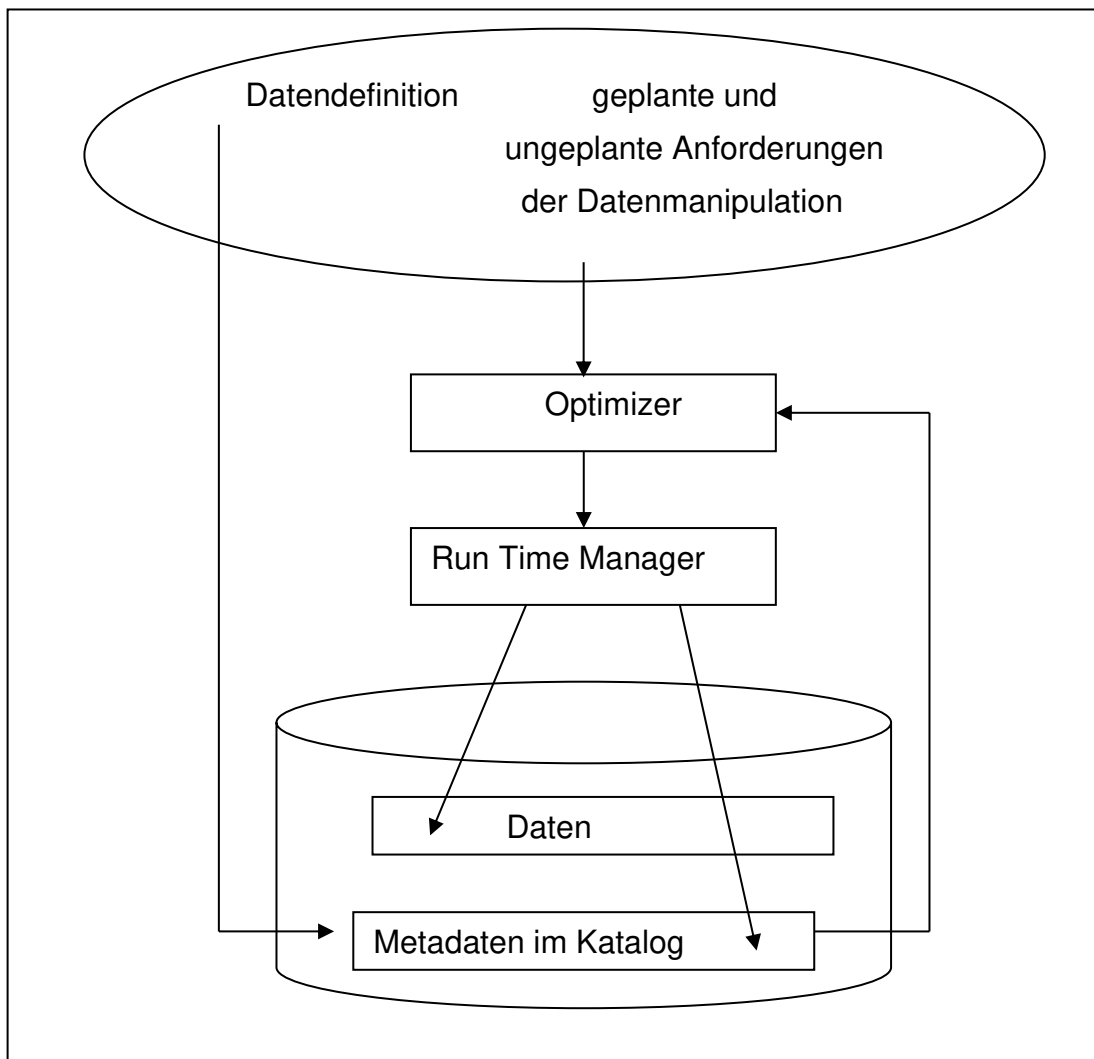 Datendefinition
geplante und
ungeplante Anforderungen
der Datenmanipulation
Optimizer
Run Time Manager
Daten
Metadaten im Katalog